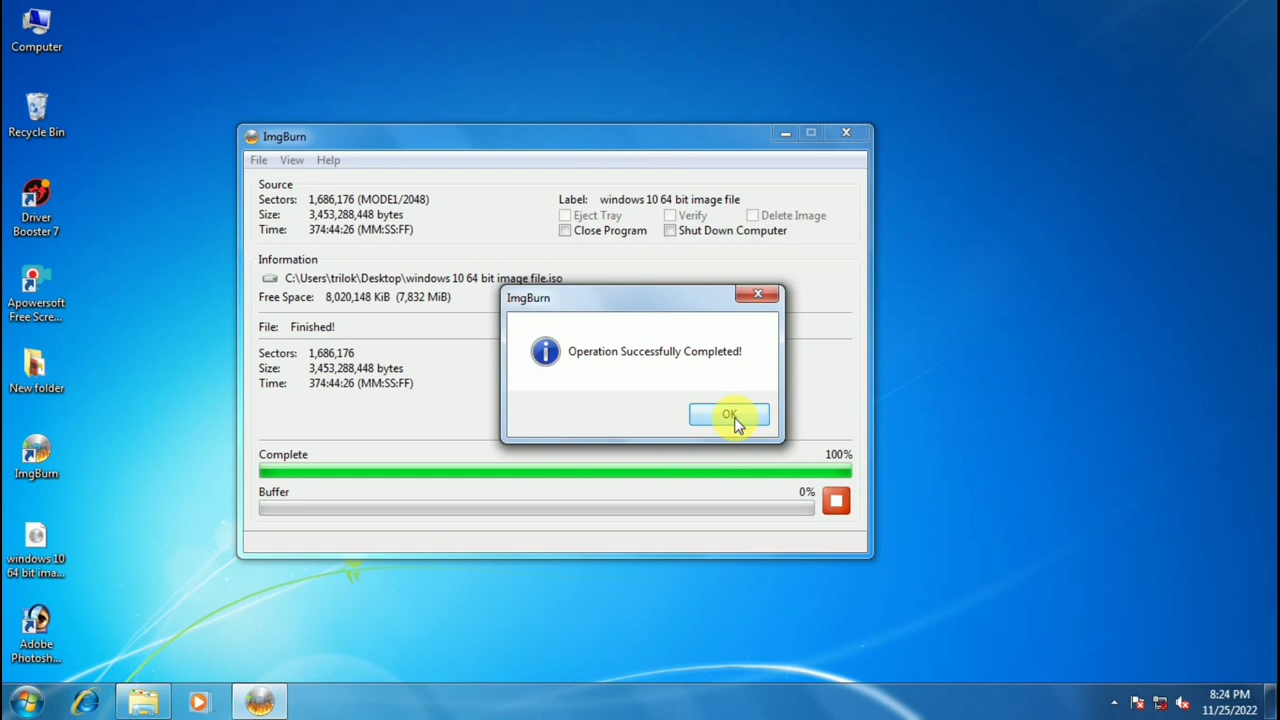 Computer
Recycle Bin
Driver
Booster 7
Apowersoft
Free Scre...
New folder
ImgBurn
windows 10
64 bit ima...
Adobe
Photosh...
ImgBurn
File View Help
Source
Sectors: 1,686,176 (MODE1/2048)
Size: 3,453,288,448 bytes
Time: 374:44:26 (MM:SS:FF)
Label: windows 10 64 bit image file
Eject Tray Verify Delete Image
Close Program Shut Down Computer
Information
C:\Users\trilok\Desktop\windows 10 64 bit image file.iso
Free Space: 8,020,148 KiB (7,832 MiB)
File: Finished!
Sectors: 1,686,176
Size: 3,453,288,448 bytes
Time: 374:44:26 (MM:SS:FF)
ImgBurn
Operation Successfully Completed!
OK
Complete 100%
Buffer 0%
8:24 PM
11/25/2022